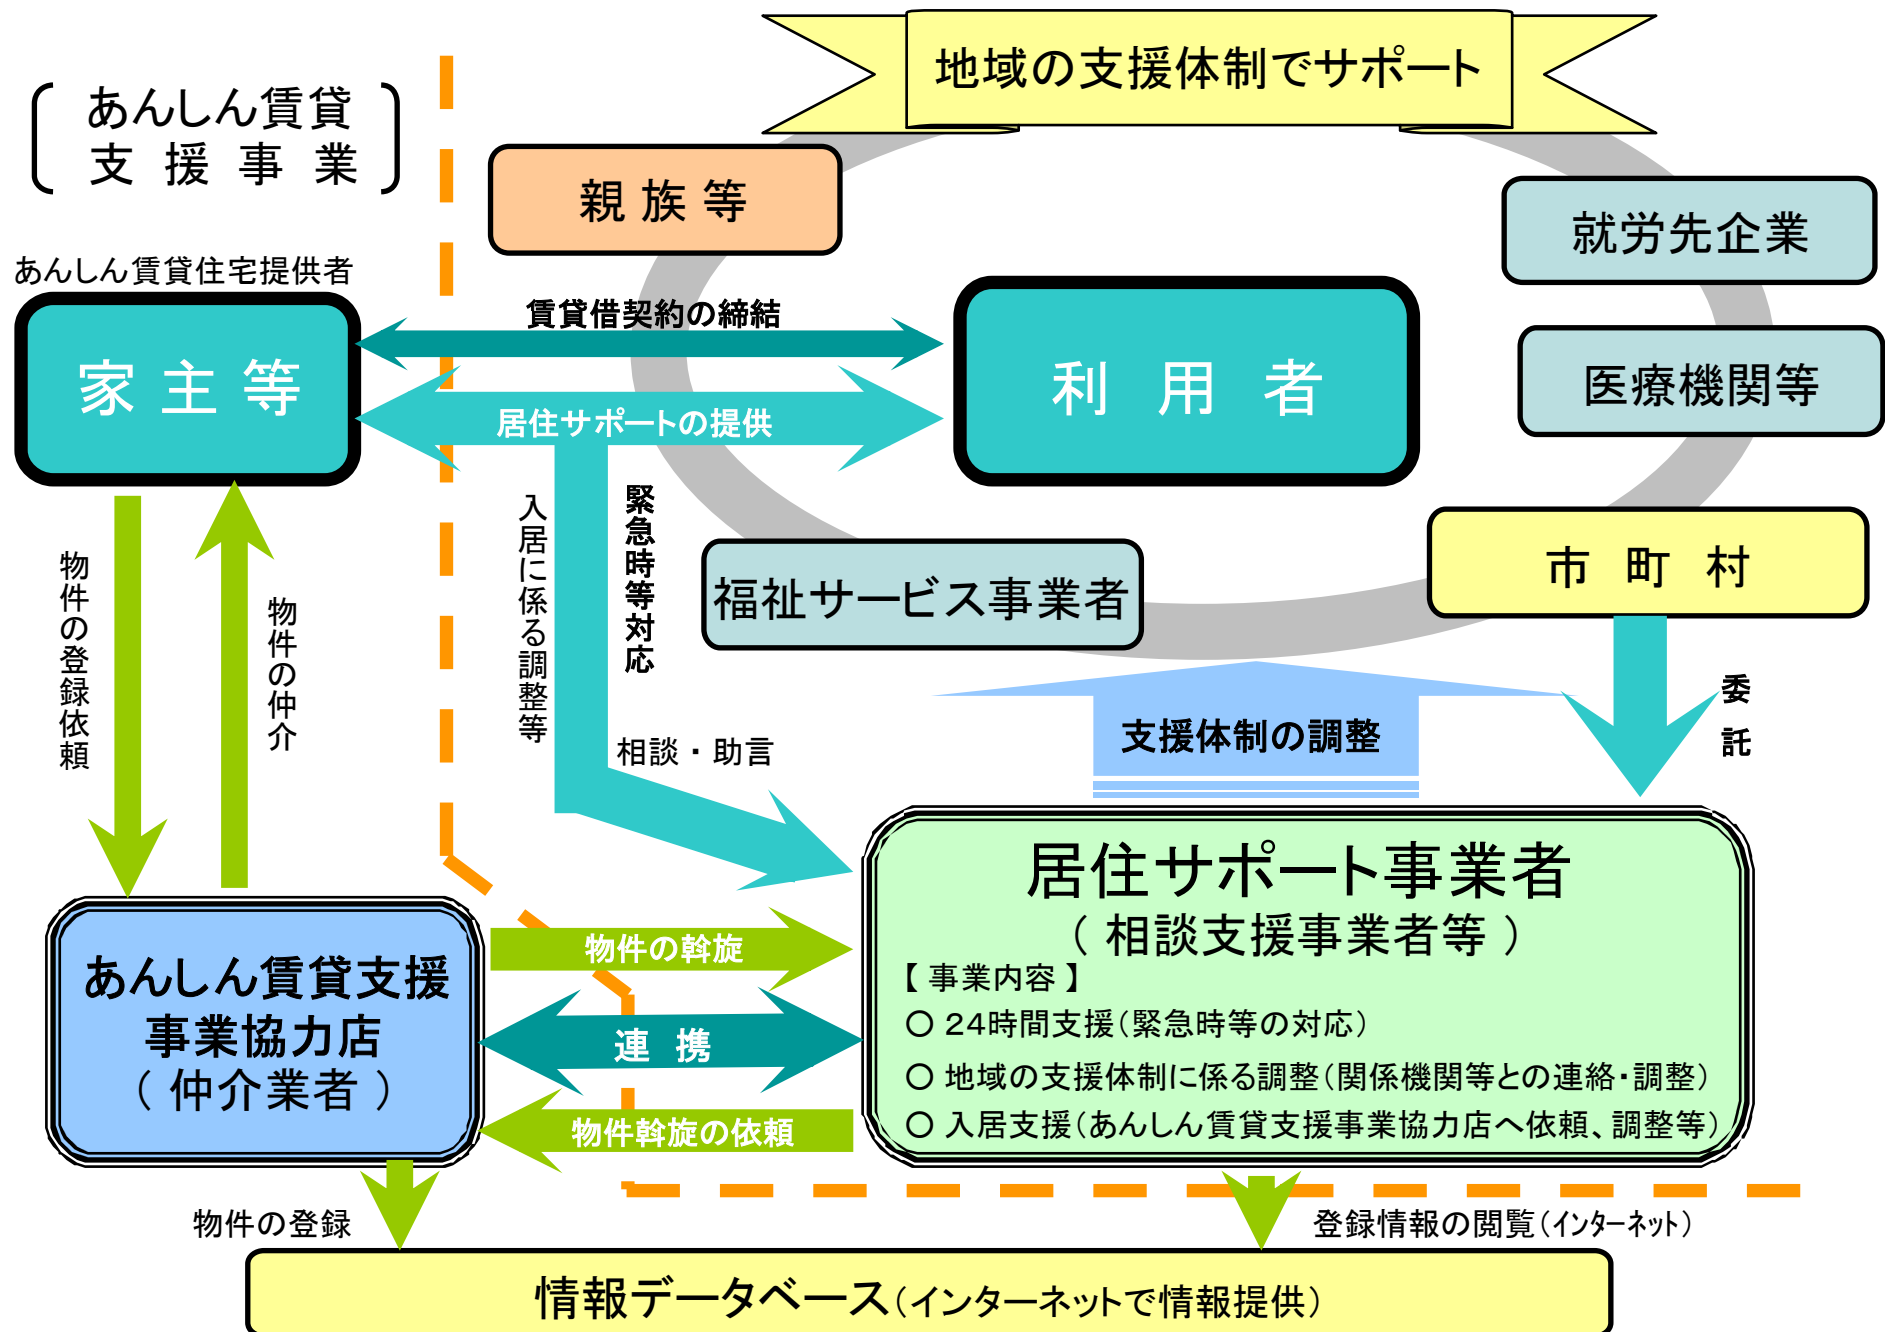 地域の支援体制でサポート
あんしん賃貸
支援事業
親族等
就労先企業
あんしん賃貸住宅提供者
賃貸借契約の締結
家主等
利用者
医療機関等
居住サポートの提供
入居に係る調整等
緊急時等対応
物件の登録依頼
物件の仲介
福祉サービス事業者
市町村
委託
支援体制の調整
相談・助言
居住サポート事業者
（相談支援事業者等）
【事業内容】
○ 24時間支援（緊急時等の対応）
○ 地域の支援体制に係る調整（関係機関等との連絡・調整）
○ 入居支援（あんしん賃貸支援事業協力店へ依頼、調整等）
あんしん賃貸支援
事業協力店
（仲介業者）
物件の斡旋
連携
物件斡旋の依頼
物件の登録
登録情報の閲覧（インターネット）
情報データベース（インターネットで情報提供）